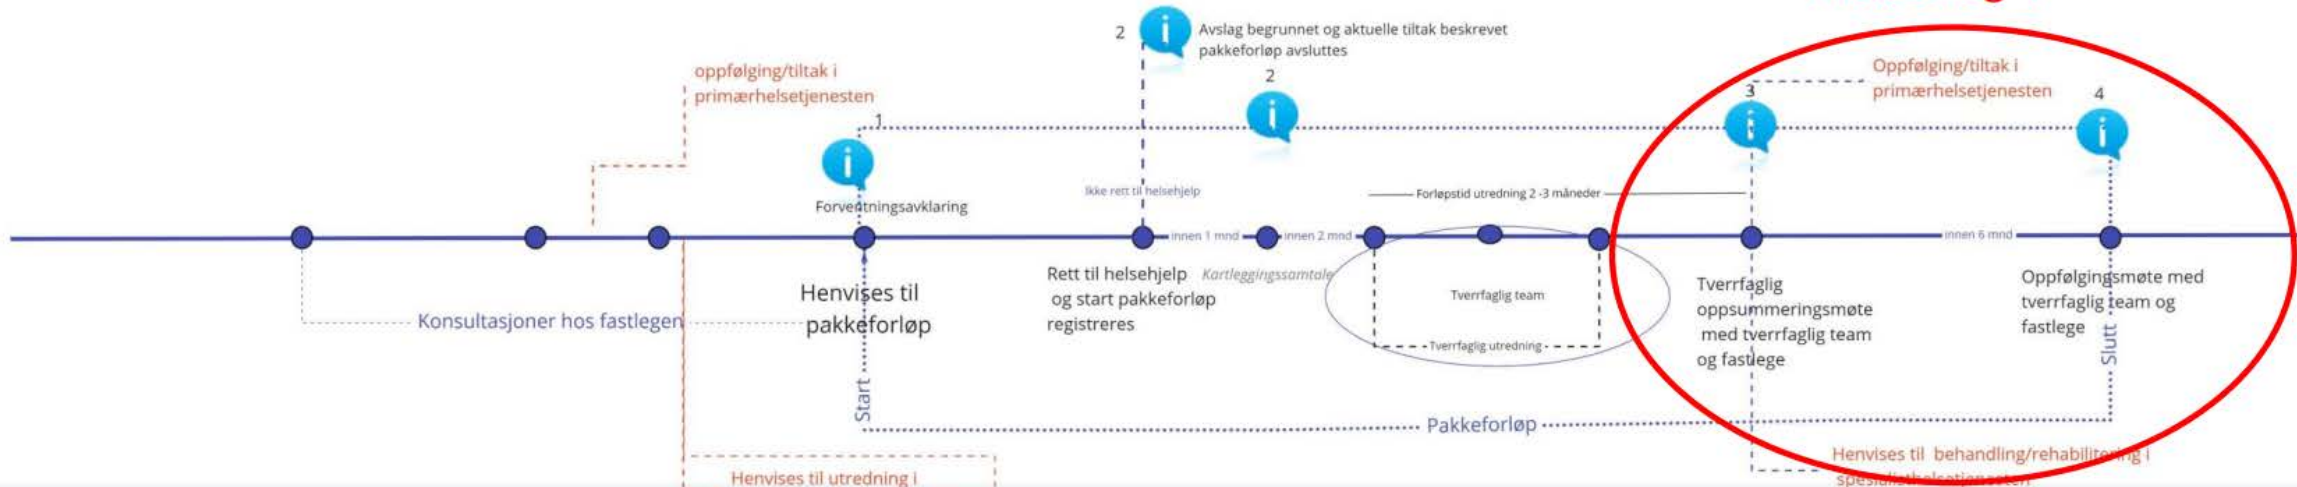 2
Avslag begrunnet og aktuelle tiltak beskrevet
pakkeforløp avsluttes
oppfølging/tiltak i
primærhelsetjenesten
2
Oppfølging/tiltak i
primærhelsetjenesten
1
3
4
Ikke rett til helsehjelp
Forløpstid utredning 2 -3 måneder
Forventningsavklaring
innen 1 mnd
innen 2 mnd
innen 6 mnd
Henvises til
pakkeforløp
Rett til helsehjelp
og start pakkeforløp
registreres
Kartleggingssamtale
Tverrfaglig team
Tverrfaglig utredning
Tverrfaglig
oppsummeringsmøte
med tverrfaglig team
og fastlege
Oppfølgingsmøte med
tverrfaglig team og
fastlege
Konsultasjoner hos fastlegen
Start
Slutt
Pakkeforløp
Henvises til utredning i
Henvises til behandling/rehabilitering i
spesialisthelsetjenesten